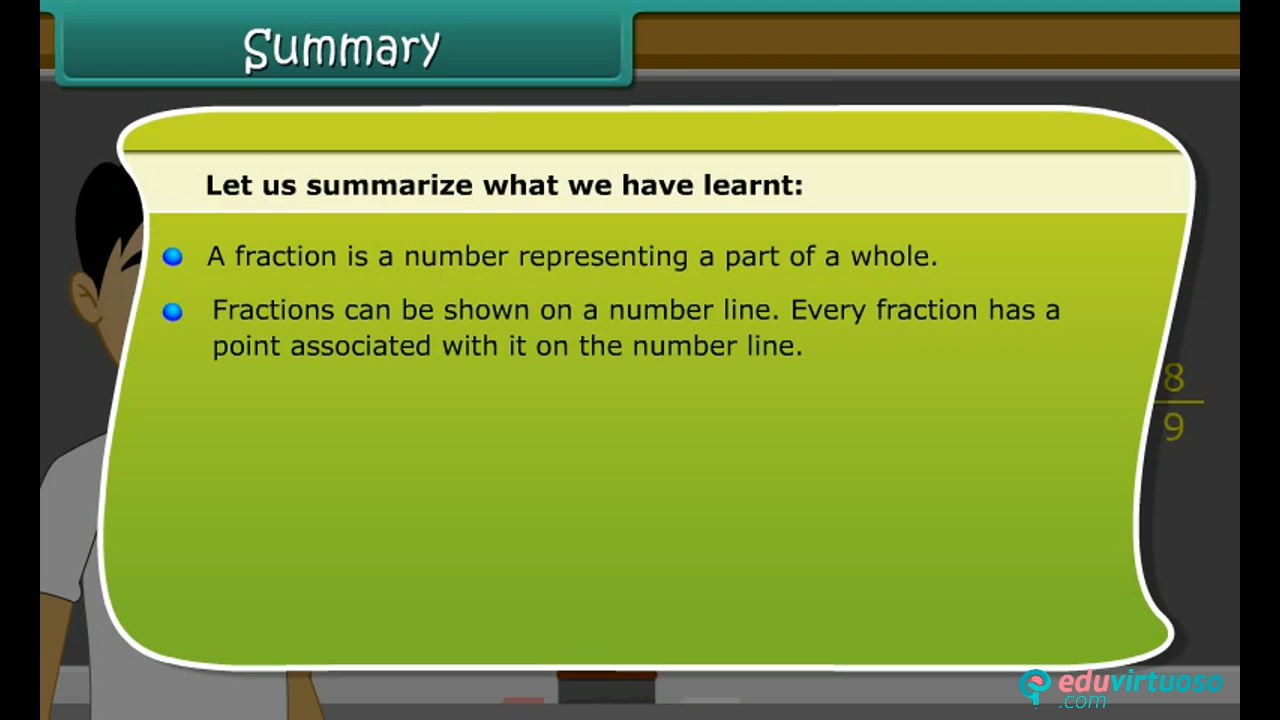 Summary
Let us summarize what we have learnt:
A fraction is a number representing a part of a whole.
Fractions can be shown on a number line. Every fraction has a
point associated with it on the number line.
8
9
eduvirtuoso
.com